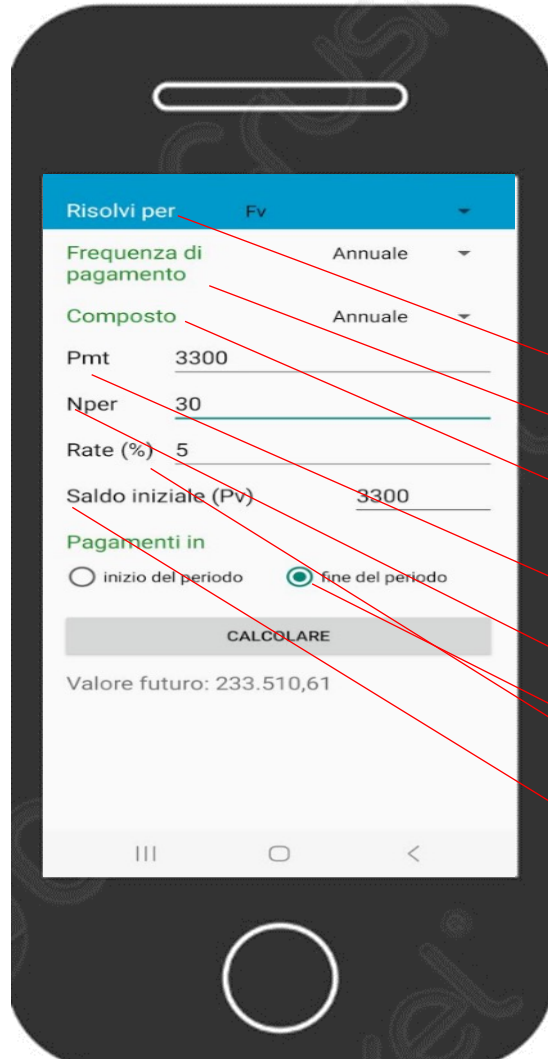 Risolvi per Fv
Frequenza di Annuale
pagamento
Composto Annuale
Pmt 3300
Nper 30
Rate (%) 5
Saldo iniziale (Pv) 3300
Pagamenti in
inizio del periodo fine del periodo
CALCOLARE
Valore futuro: 233.510,61